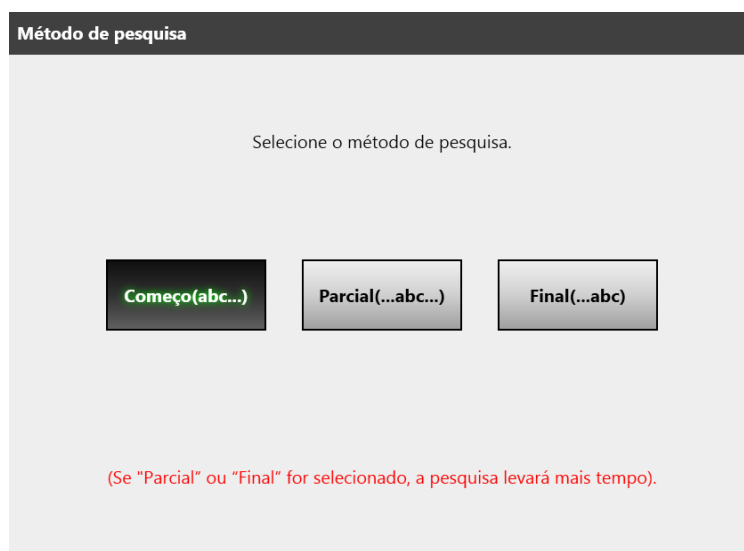 Método de pesquisa
Selecione o método de pesquisa.
Começo(abc...)
Parcial(...abc...)
Final(...abc)
(Se "Parcial" ou "Final" for selecionado, a pesquisa levará mais tempo).